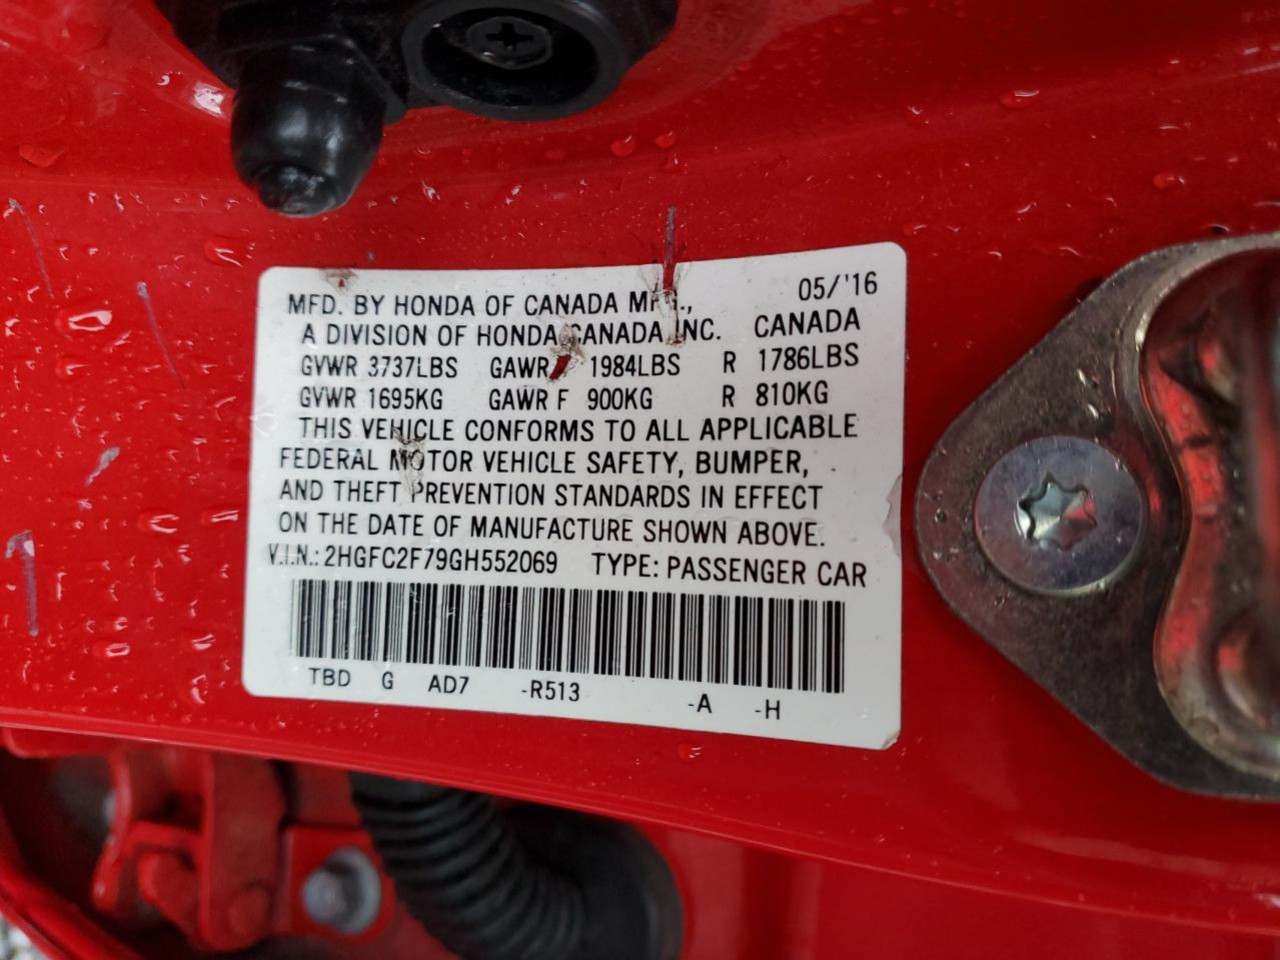 MFD. BY HONDA OF CANADA MFG., 05/'16
A DIVISION OF HONDA CANADA INC. CANADA
GVWR 3737LBS GAWR F 1984LBS R 1786LBS
GVWR 1695KG GAWR F 900KG R 810KG
THIS VEHICLE CONFORMS TO ALL APPLICABLE
FEDERAL MOTOR VEHICLE SAFETY, BUMPER,
AND THEFT PREVENTION STANDARDS IN EFFECT
ON THE DATE OF MANUFACTURE SHOWN ABOVE.
V.I.N.: 2HGFC2F79GH552069 TYPE: PASSENGER CAR
TBD G AD7 -R513 -A -H